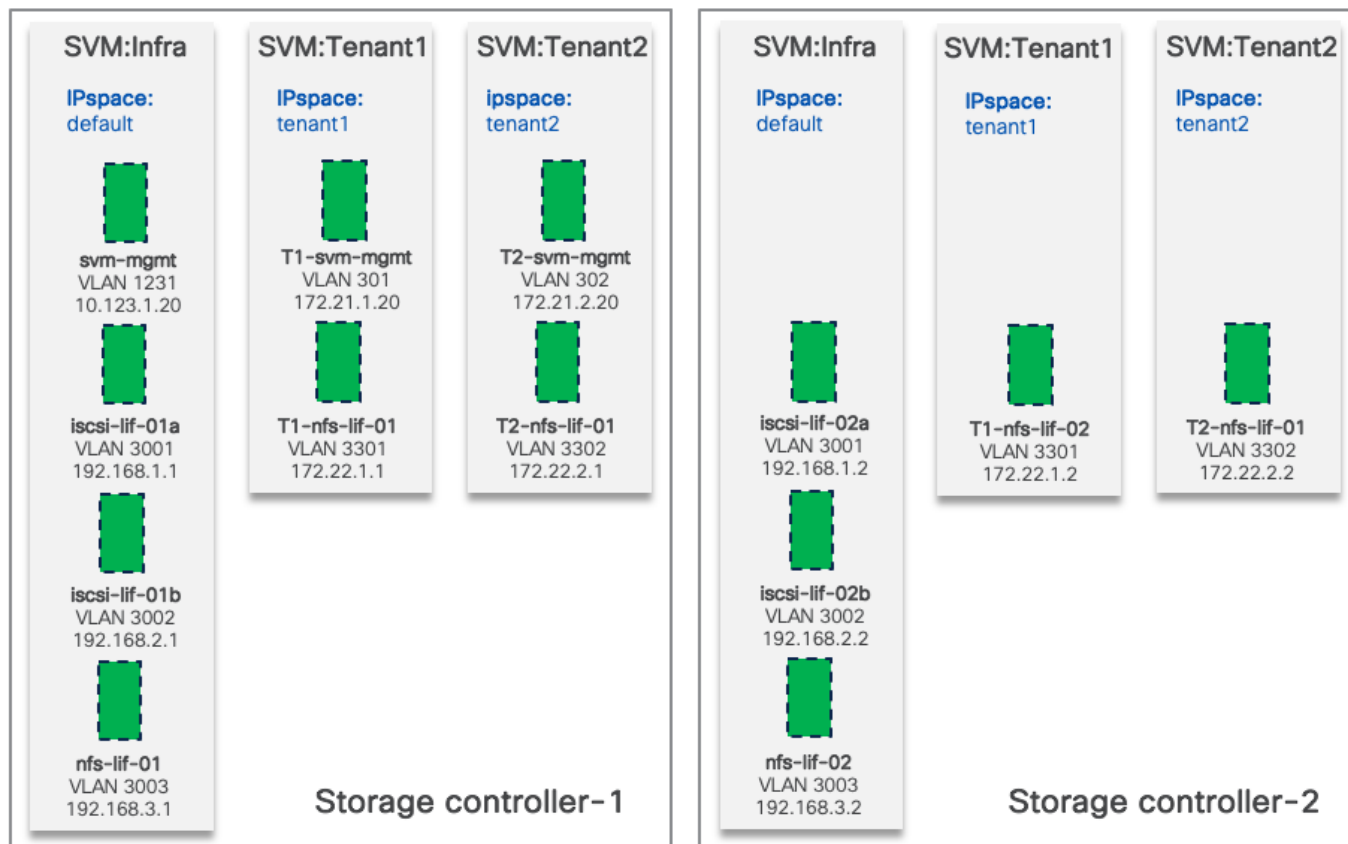 SVM:Infra
IPspace:
default
svm-mgmt
VLAN 1231
10.123.1.20
iscsi-lif-01a
VLAN 3001
192.168.1.1
iscsi-lif-01b
VLAN 3002
192.168.2.1
nfs-lif-01
VLAN 3003
192.168.3.1
SVM:Tenant1
IPspace:
tenant1
T1-svm-mgmt
VLAN 301
172.21.1.20
T1-nfs-lif-01
VLAN 3301
172.22.1.1
SVM:Tenant2
ipspace:
tenant2
T2-svm-mgmt
VLAN 302
172.21.2.20
T2-nfs-lif-01
VLAN 3302
172.22.2.1
Storage controller-1
SVM:Infra
IPspace:
default
iscsi-lif-02a
VLAN 3001
192.168.1.2
iscsi-lif-02b
VLAN 3002
192.168.2.2
nfs-lif-02
VLAN 3003
192.168.3.2
SVM:Tenant1
IPspace:
tenant1
T1-nfs-lif-02
VLAN 3301
172.22.1.2
SVM:Tenant2
IPspace:
tenant2
T2-nfs-lif-01
VLAN 3302
172.22.2.2
Storage controller-2